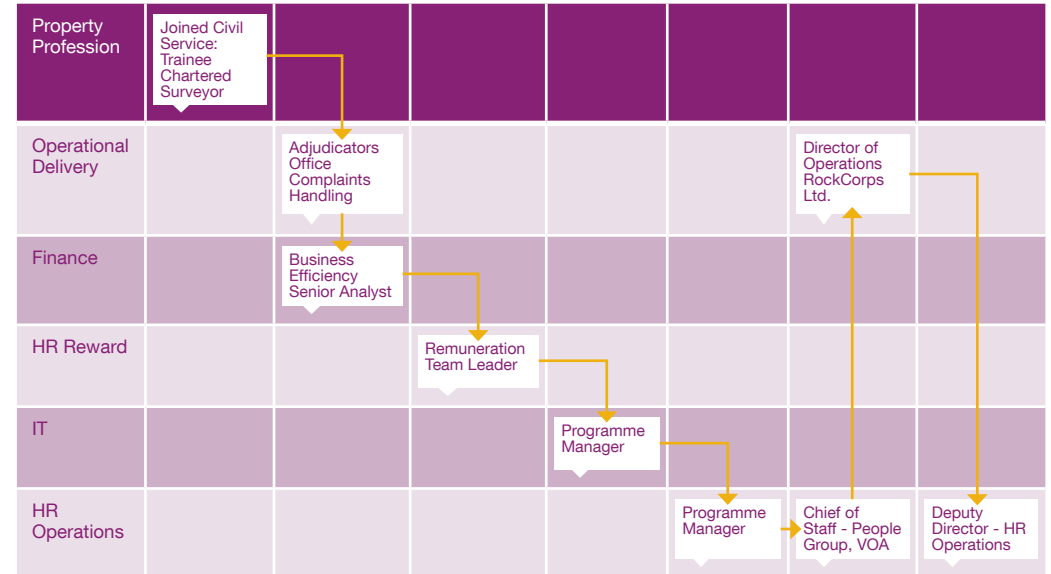 Property
Profession
Joined Civil
Service:
Trainee
Chartered
Surveyor
Operational
Delivery
Adjudicators
Office
Complaints
Handling
Director of
Operations
RockCorps
Ltd.
Finance
Business
Efficiency
Senior Analyst
HR Reward
Remuneration
Team Leader
IT
Programme
Manager
HR
Operations
Programme
Manager
Chief of
Staff - People
Group, VOA
Deputy
Director - HR
Operations